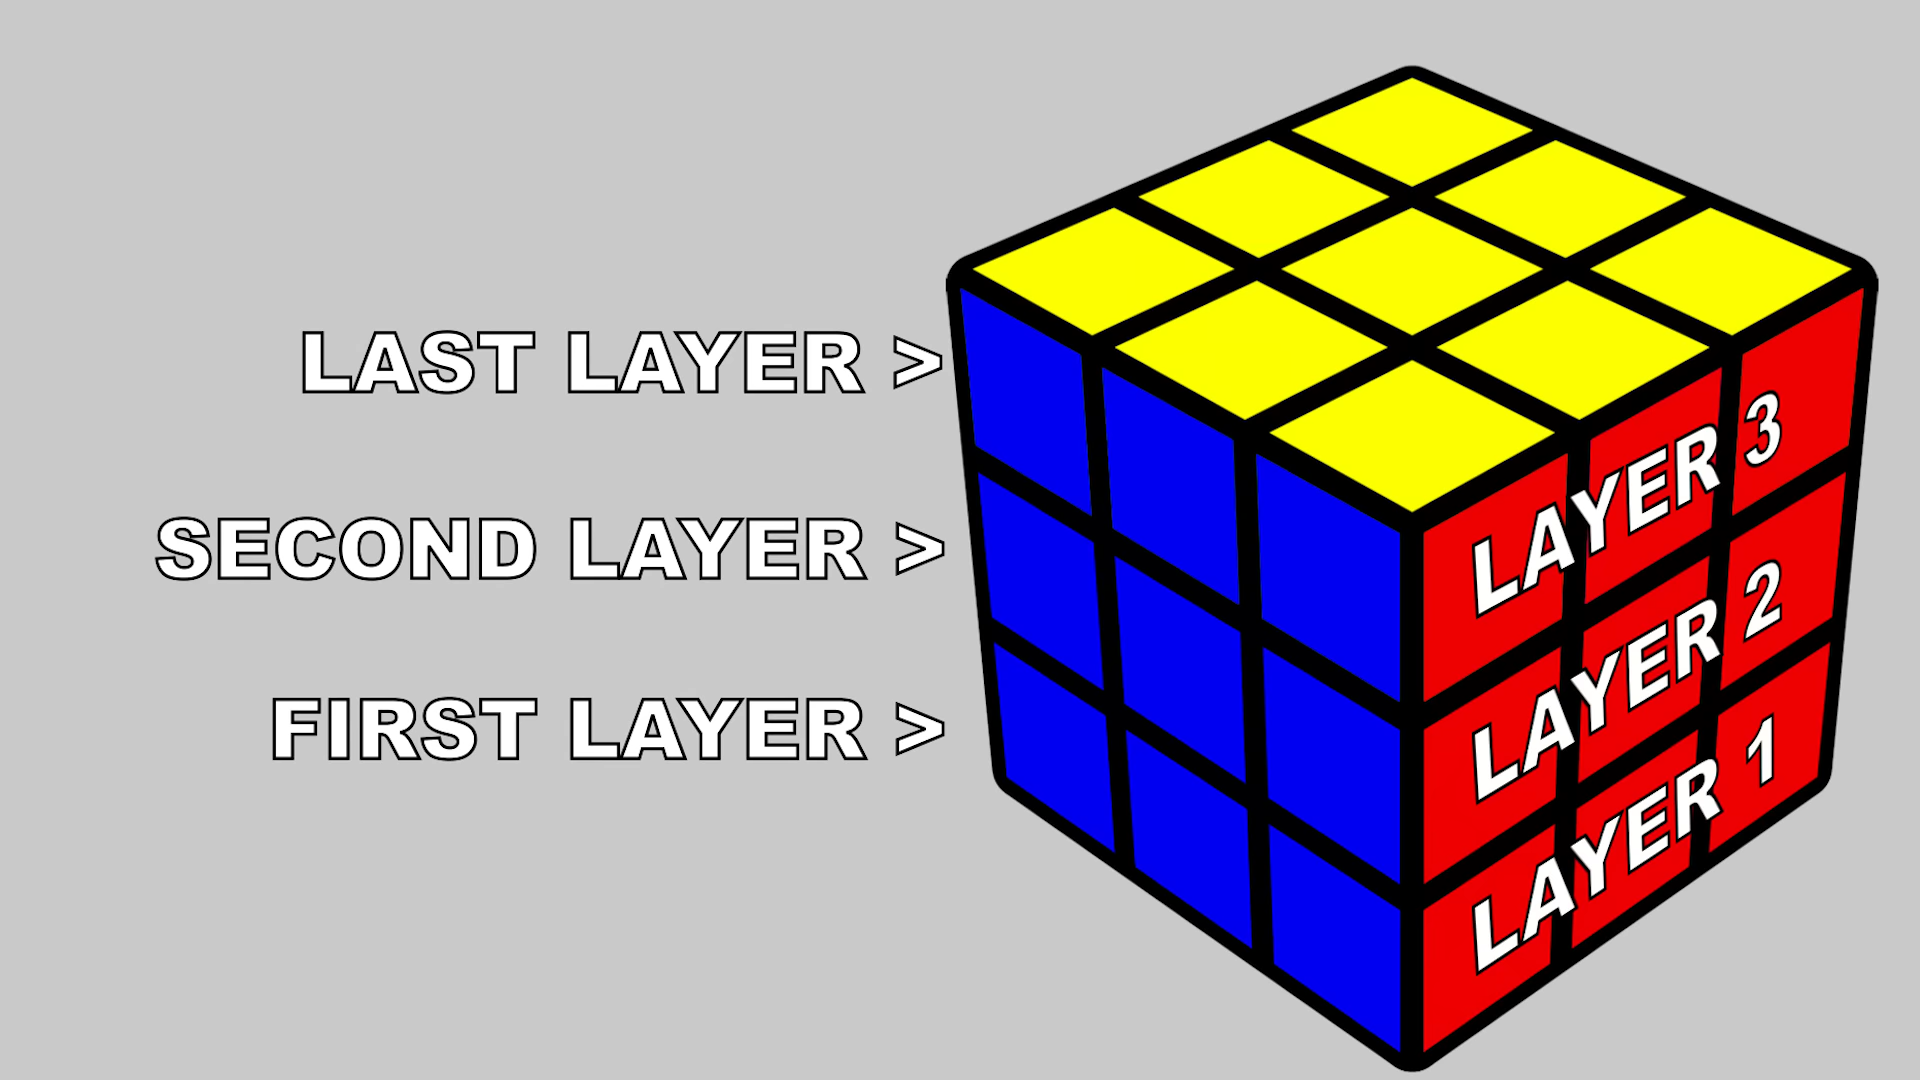 LAST LAYER >
SECOND LAYER >
FIRST LAYER >
LAYER 3
LAYER 2
LAYER 1